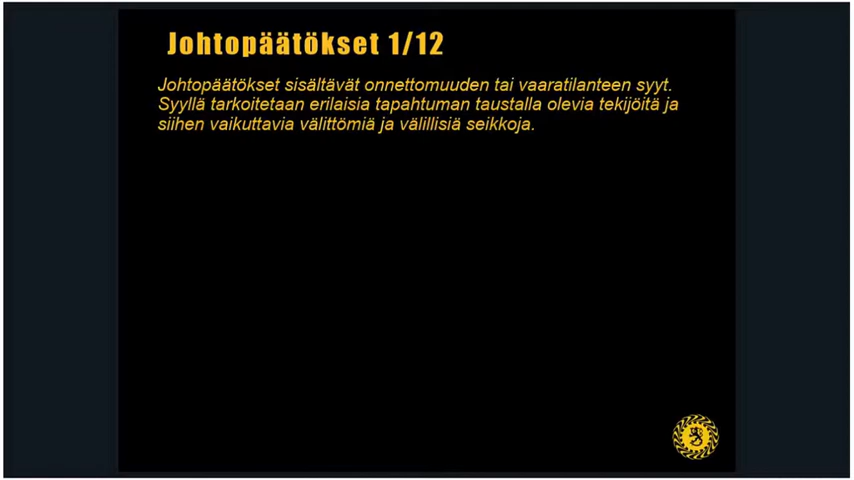 Johtopäätökset 1/12
Johtopäätökset sisältävät onnettomuuden tai vaaratilanteen syyt.
Syyllä tarkoitetaan erilaisia tapahtuman taustalla olevia tekijöitä ja
siihen vaikuttavia välittömiä ja välillisiä seikkoja.